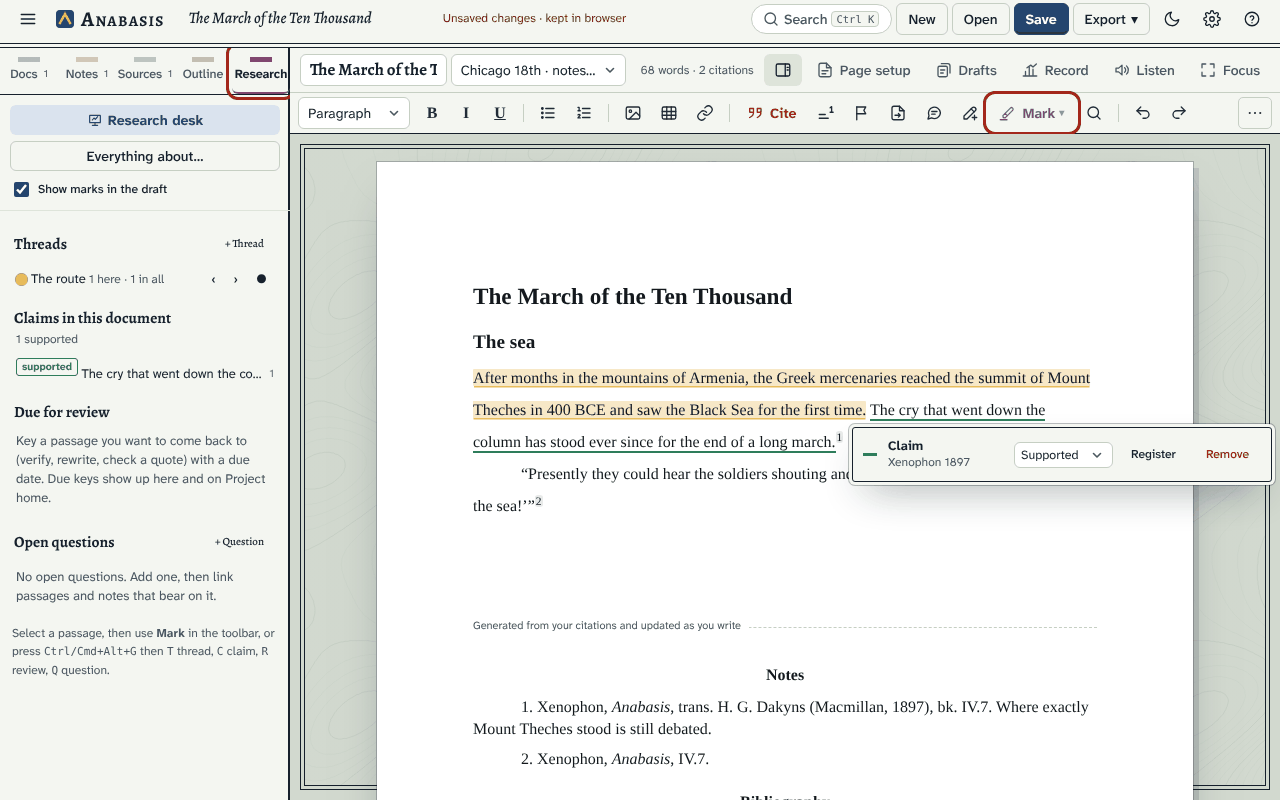 ANABASIS
The March of the Ten Thousand
Unsaved changes · kept in browser
Search Ctrl K
New
Open
Save
Export ▾
Docs 1
Notes 1
Sources 1
Outline
Research
The March of the T
Chicago 18th - notes...
68 words · 2 citations
Page setup
Drafts
Record
Listen
Focus
Paragraph
B
I
U
Cite
Mark ▾
Research desk
Everything about…
Show marks in the draft
Threads
+ Thread
The route 1 here · 1 in all
‹ ›
Claims in this document
1 supported
supported The cry that went down the co… 1
Due for review
Key a passage you want to come back to
(verify, rewrite, check a quote) with a due
date. Due keys show up here and on Project
home.
Open questions
+ Question
No open questions. Add one, then link
passages and notes that bear on it.
Select a passage, then use Mark in the toolbar, or
press Ctrl/Cmd+Alt+G then T thread, C claim, R
review, Q question.
The March of the Ten Thousand
The sea
After months in the mountains of Armenia, the Greek mercenaries reached the summit of Mount
Theches in 400 BCE and saw the Black Sea for the first time. The cry that went down the
column has stood ever since for the end of a long march.1
“Presently they could hear the soldiers shouting and
the sea!’”2
Claim
Xenophon 1897
Supported
Register
Remove
Generated from your citations and updated as you write
Notes
1. Xenophon, Anabasis, trans. H. G. Dakyns (Macmillan, 1897), bk. IV.7. Where exactly
Mount Theches stood is still debated.
2. Xenophon, Anabasis, IV.7.
Bibliography